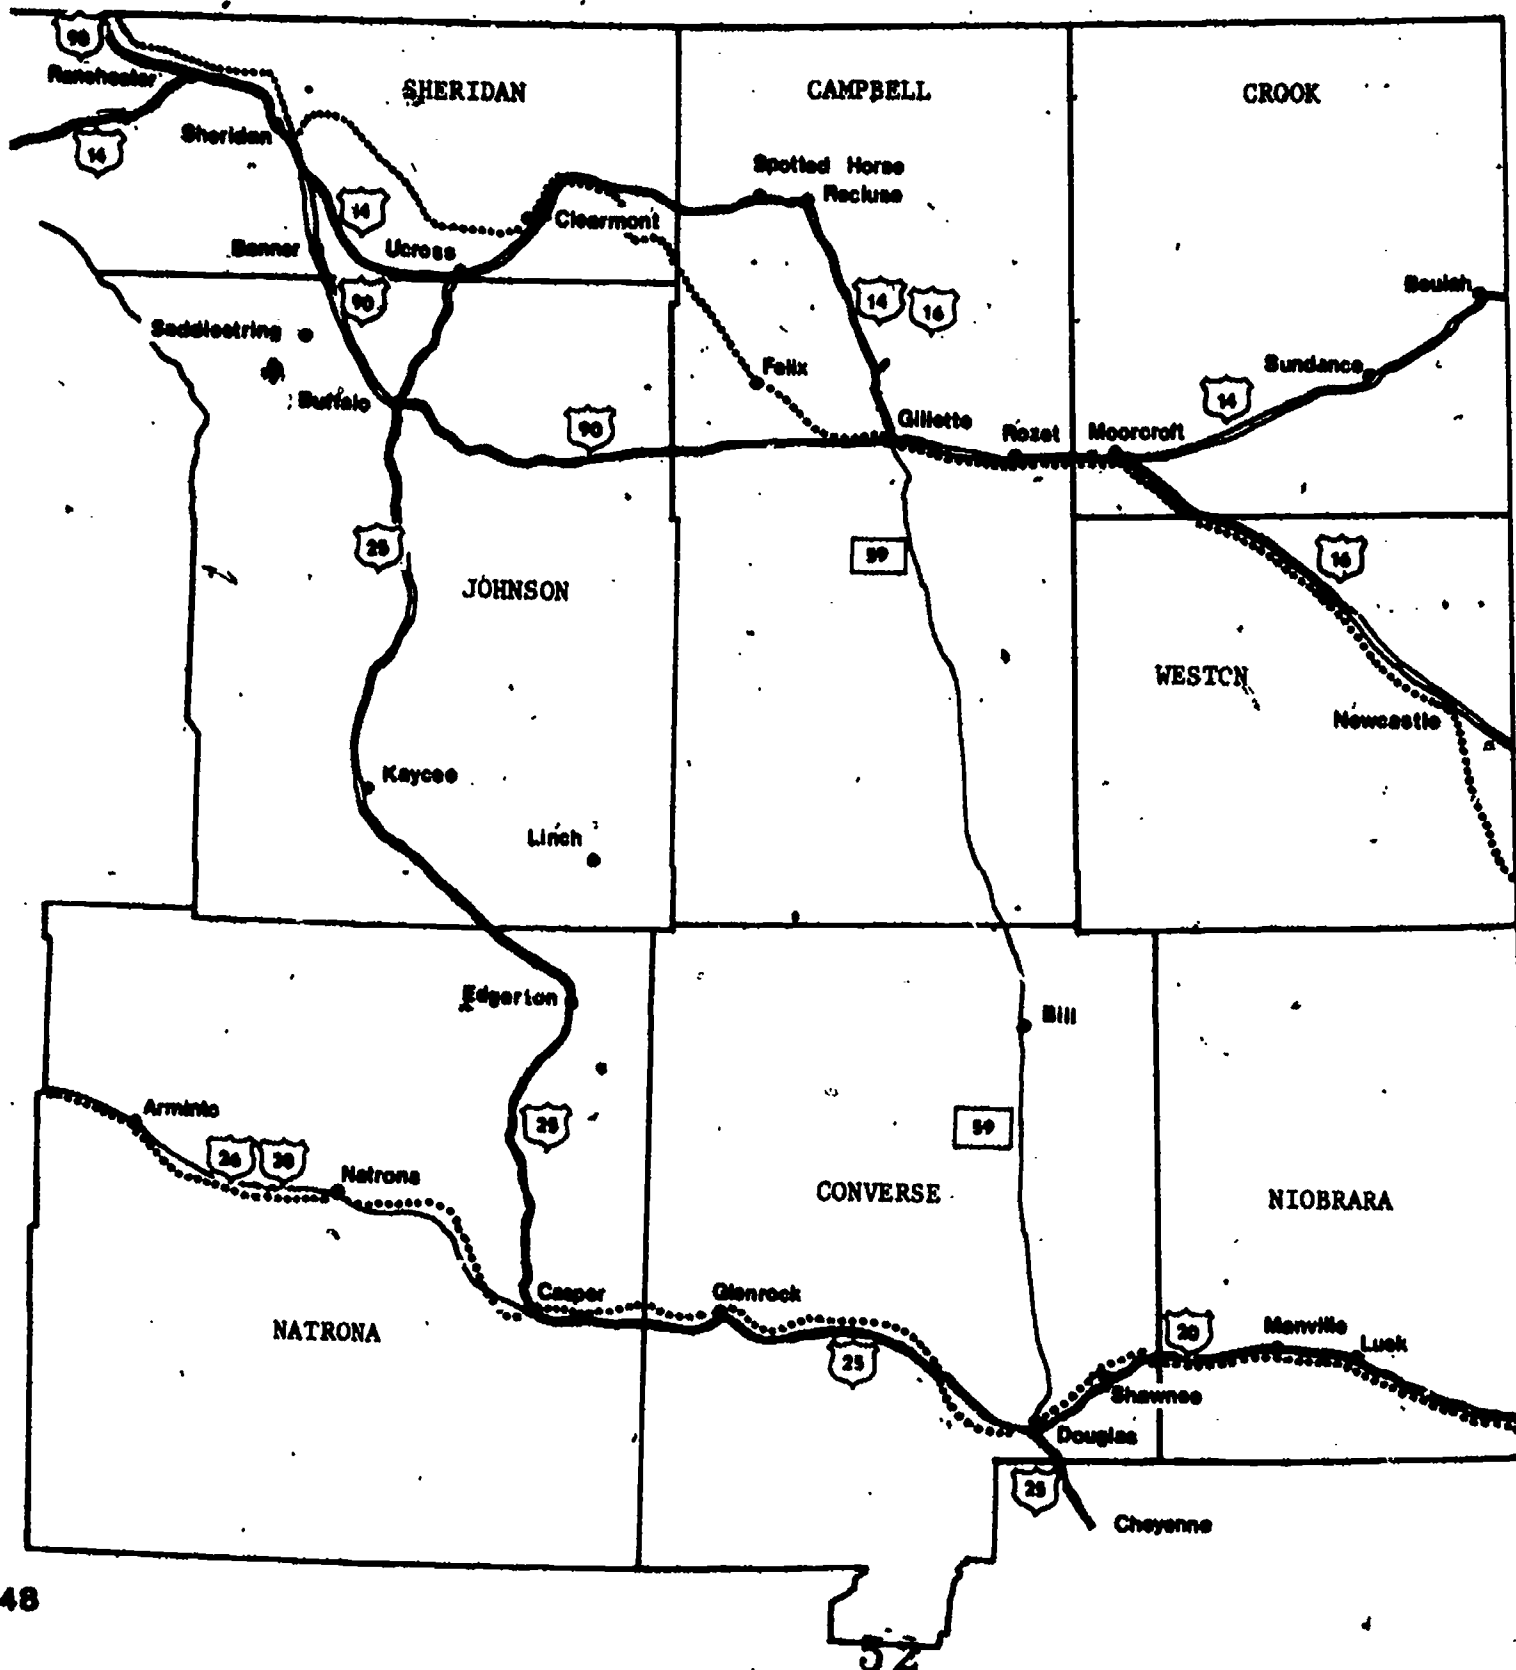 90
Ranchester
SHERIDAN
CAMPBELL
CROOK
14
Sheridan
Spotted Horse
Recluse
14
Clearmont
Banner
Ucross
90
14
16
Beulah
Saddlestring
Felix
Sundance
Buffalo
14
90
Gillette
Rozet
Moorcroft
25
59
16
JOHNSON
WESTON
Newcastle
Kaycee
Linch
Edgerton
Bill
Arminto
25
59
26
20
Natrona
CONVERSE
NIOBRARA
Casper
Glenrock
NATRONA
20
Manville
Lusk
25
Shawnee
Douglas
25
Cheyenne
48
52